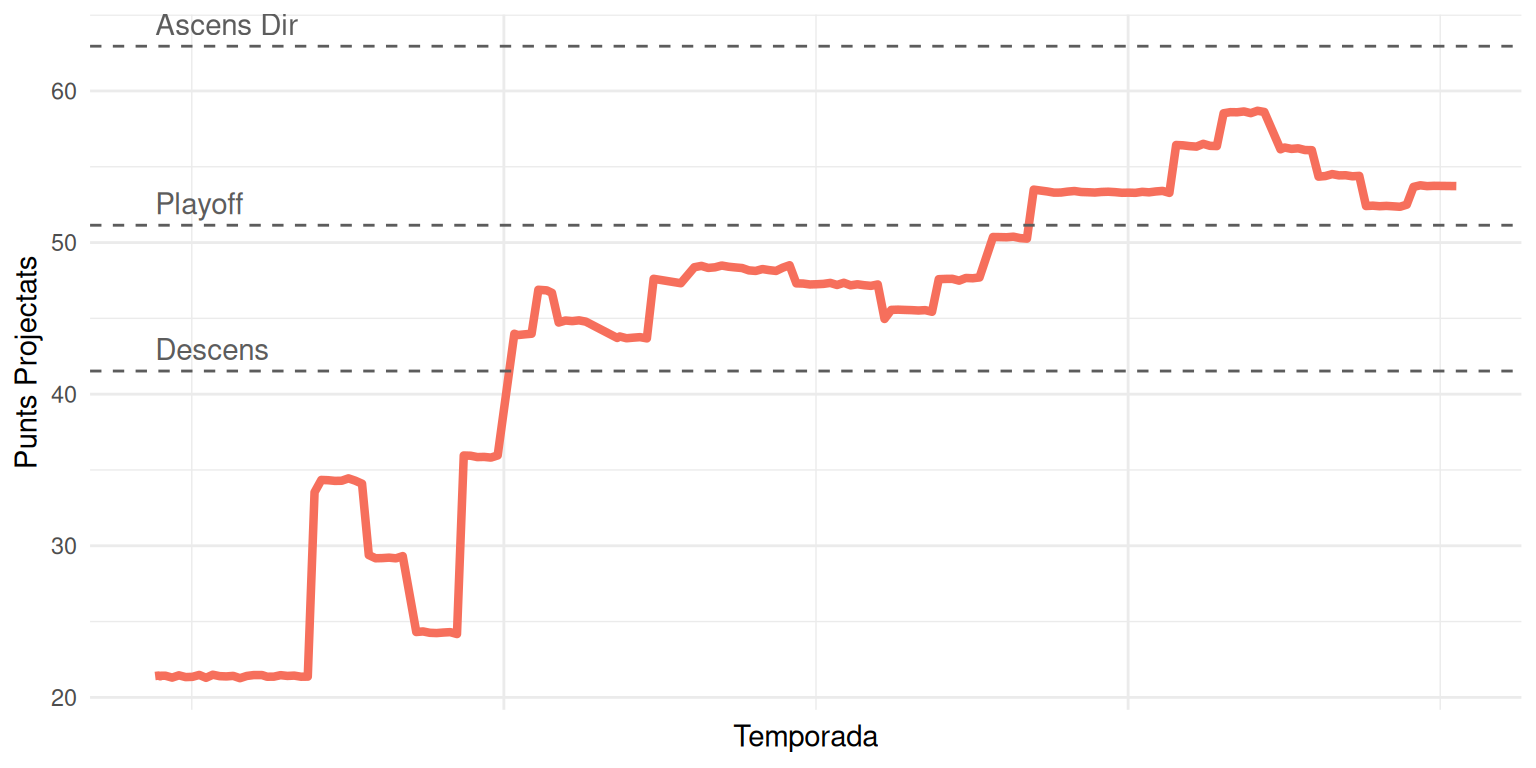 Ascens Dir
60
Playoff
50
Descens
40
30
20
Punts Projectats
Temporada